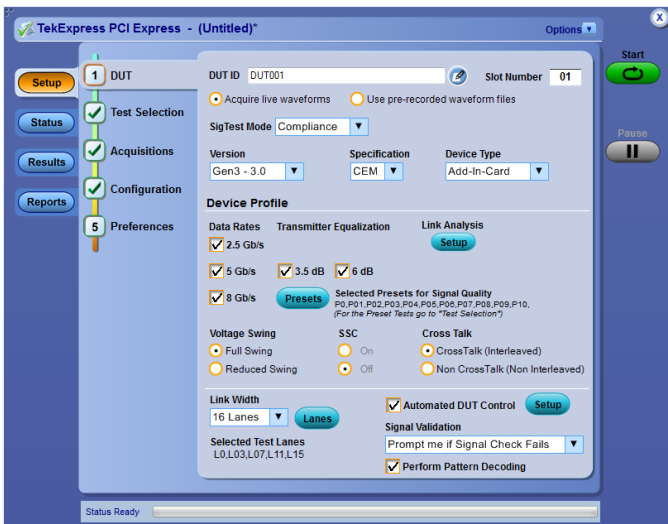 TekExpress PCI Express - (Untitled)*
Options
x
Start
Pause
Setup
Status
Results
Reports
1 DUT
Test Selection
Acquisitions
Configuration
5 Preferences
DUT ID DUT001 Slot Number 01
Acquire live waveforms Use pre-recorded waveform files
SigTest Mode Compliance
Version Specification Device Type
Gen3 - 3.0 CEM Add-In-Card
Device Profile
Data Rates Transmitter Equalization Link Analysis
2.5 Gb/s Setup
5 Gb/s 3.5 dB 6 dB
8 Gb/s Presets Selected Presets for Signal Quality
P0,P01,P02,P03,P04,P05,P06,P07,P08,P09,P10,
(For the Preset Tests go to "Test Selection")
Voltage Swing SSC Cross Talk
Full Swing On CrossTalk (Interleaved)
Reduced Swing Off Non CrossTalk (Non Interleaved)
Link Width
16 Lanes Lanes
Selected Test Lanes
L0,L03,L07,L11,L15
Automated DUT Control Setup
Signal Validation
Prompt me if Signal Check Fails
Perform Pattern Decoding
Status Ready